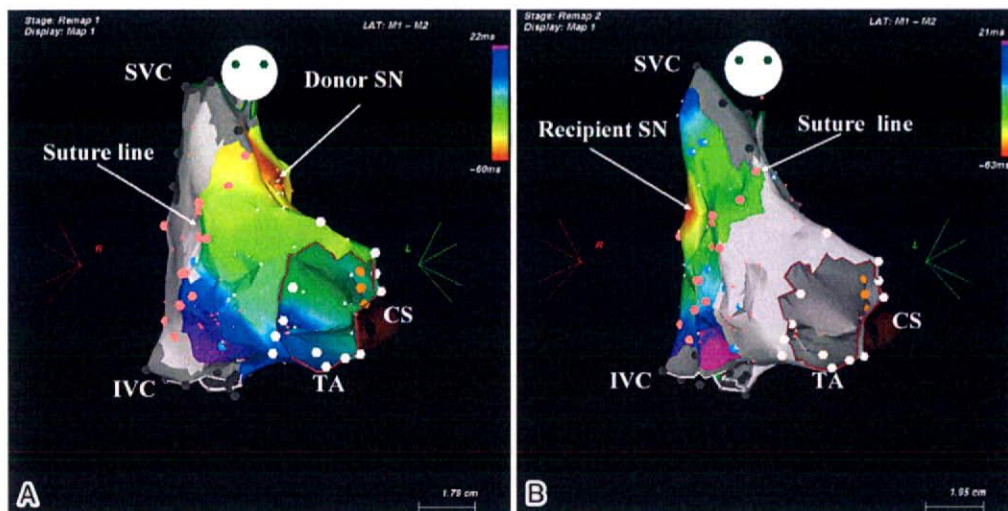 Stage: Remap 1
Display: Map 1
LAT: M1 – M2
22ms
SVC
Donor SN
Suture line
–60ms
R
L
CS
IVC
TA
A
1.79 cm
Stage: Remap 2
Display: Map 1
LAT: M1 – M2
21ms
SVC
Recipient SN
Suture line
–63ms
R
L
CS
IVC
TA
B
1.95 cm